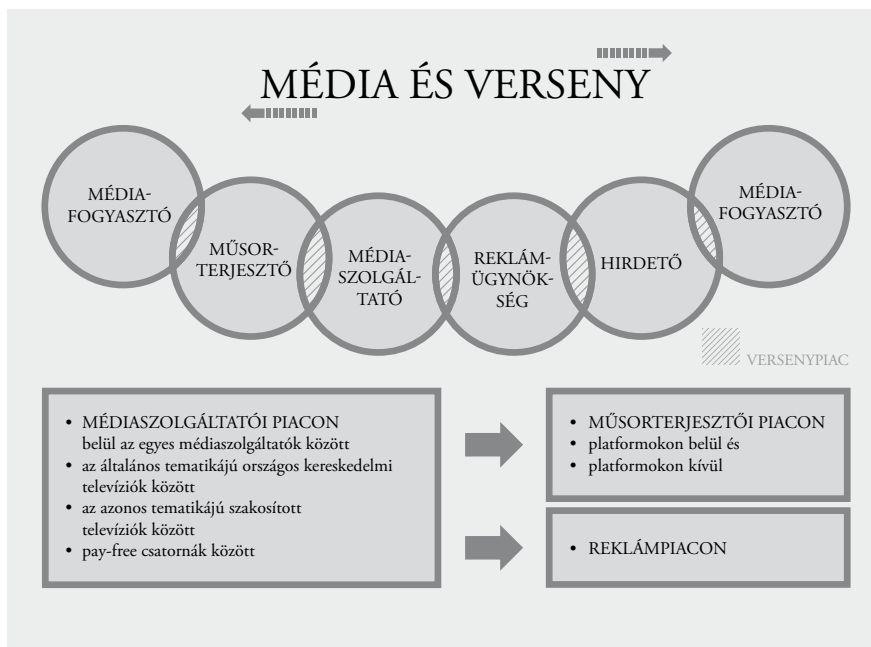 MÉDIA ÉS VERSENY
MÉDIA-
FOGYASZTÓ
MŰSOR-
TERJESZTŐ
MÉDIA-
SZOLGÁL-
TATÓ
REKLÁM-
ÜGYNÖK-
SÉG
HIRDETŐ
MÉDIA-
FOGYASZTÓ
VERSENYPIAC
• MÉDIASZOLGÁLTATÓI PIACON
belül az egyes médiaszolgáltatók között
• az általános tematikájú országos kereskedelmi
televíziók között
• az azonos tematikájú szakosított
televíziók között
• pay-free csatornák között
• MŰSORTERJESZTŐI PIACON
• platformokon belül és
• platformokon kívül
• REKLÁMPIACON